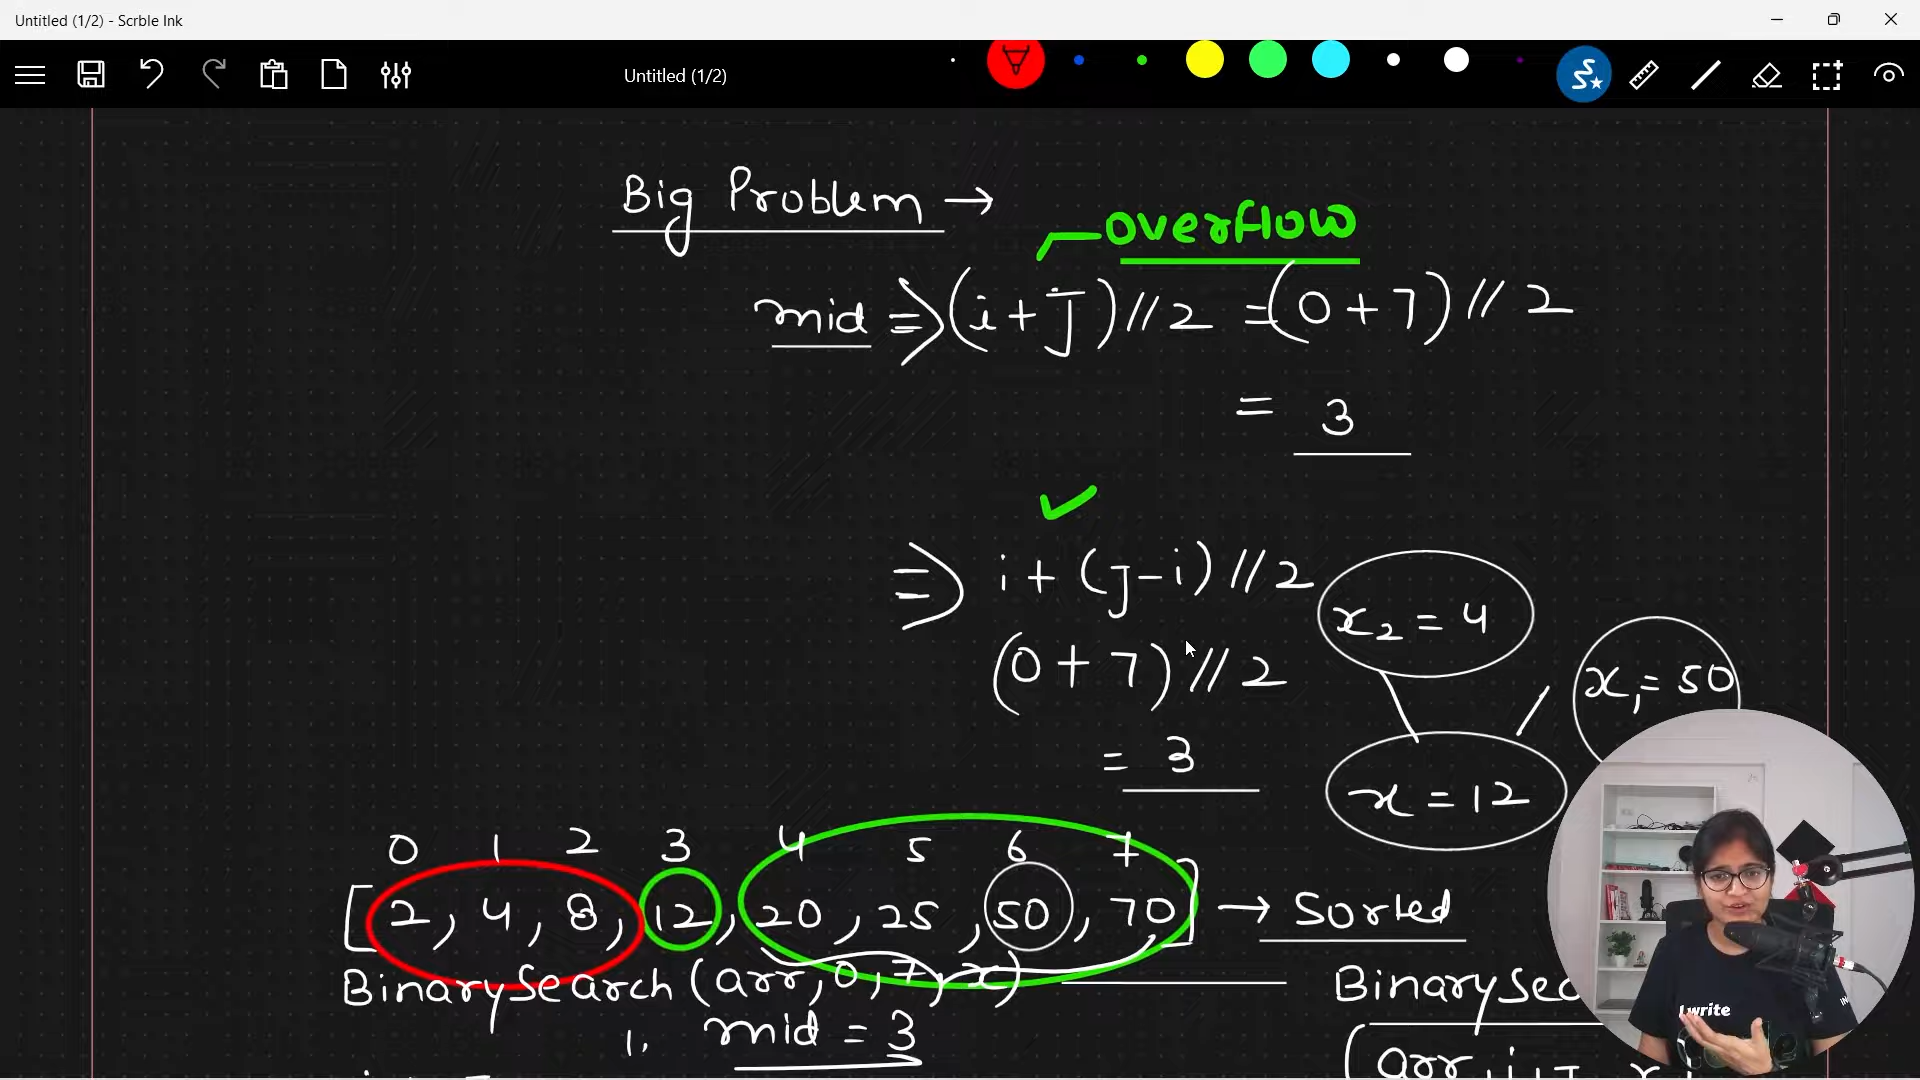 Untitled (1/2) - Scrble Ink
Untitled (1/2)
Big Problem →
overflow
mid ⇒ (i+J)//2 = (0+7)//2
= 3
✓
⇒ i + (J-i)//2
(0+7)//2
= 3
x2 = 4
x1 = 50
x = 12
0 1 2 3 4 5 6 7
[2, 4, 8, 12, 20, 25, 50, 70] → Sorted
BinarySearch (arr, 0, 7, x)
1. mid = 3
I write